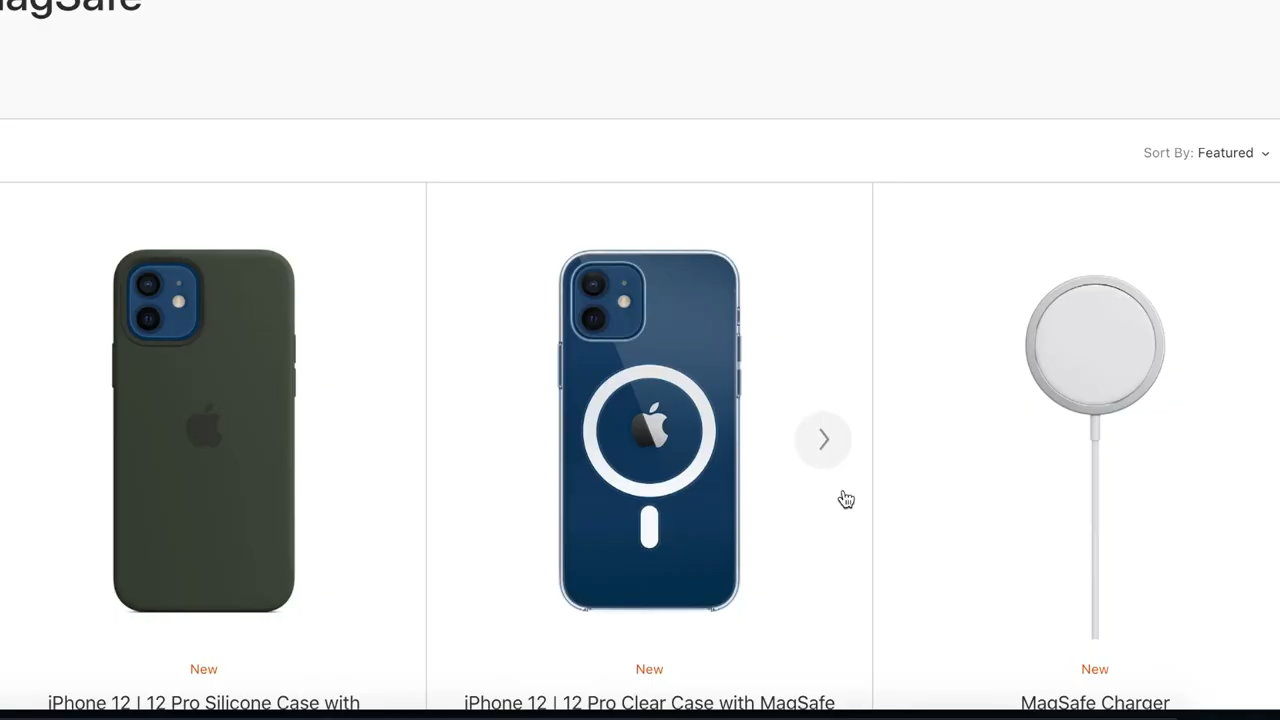 MagSafe
Sort By: Featured
New
New
New
iPhone 12 | 12 Pro Silicone Case with
iPhone 12 | 12 Pro Clear Case with MagSafe
MagSafe Charger